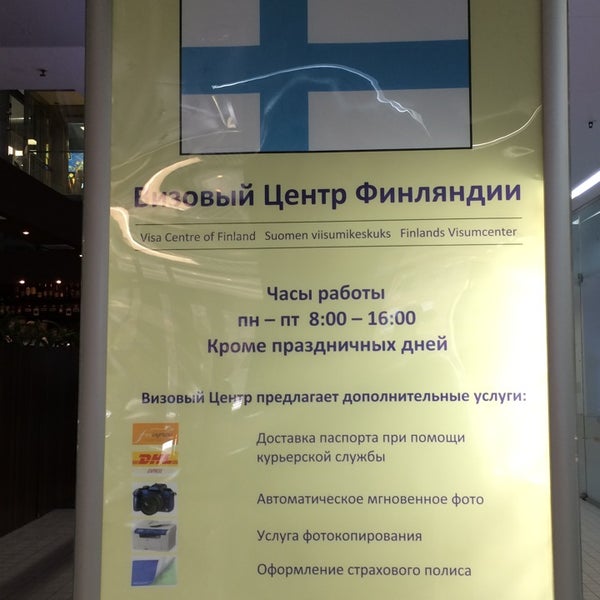 Визовый Центр Финляндии
Visa Centre of Finland Suomen viisumikeskuks Finlands Visumcenter
Часы работы
пн – пт 8:00 – 16:00
Кроме праздничных дней
Визовый Центр предлагает дополнительные услуги:
Доставка паспорта при помощи
курьерской службы
DHL
Автоматическое мгновенное фото
Услуга фотокопирования
Оформление страхового полиса